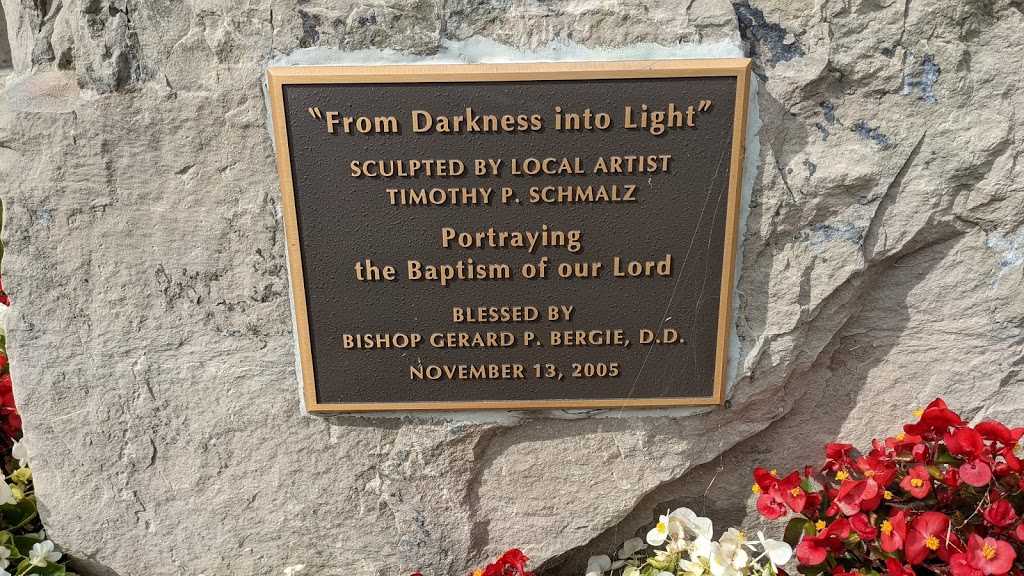 “From Darkness into Light”
SCULPTED BY LOCAL ARTIST
TIMOTHY P. SCHMALZ
Portraying
the Baptism of our Lord
BLESSED BY
BISHOP GERARD P. BERGIE, D.D.
NOVEMBER 13, 2005